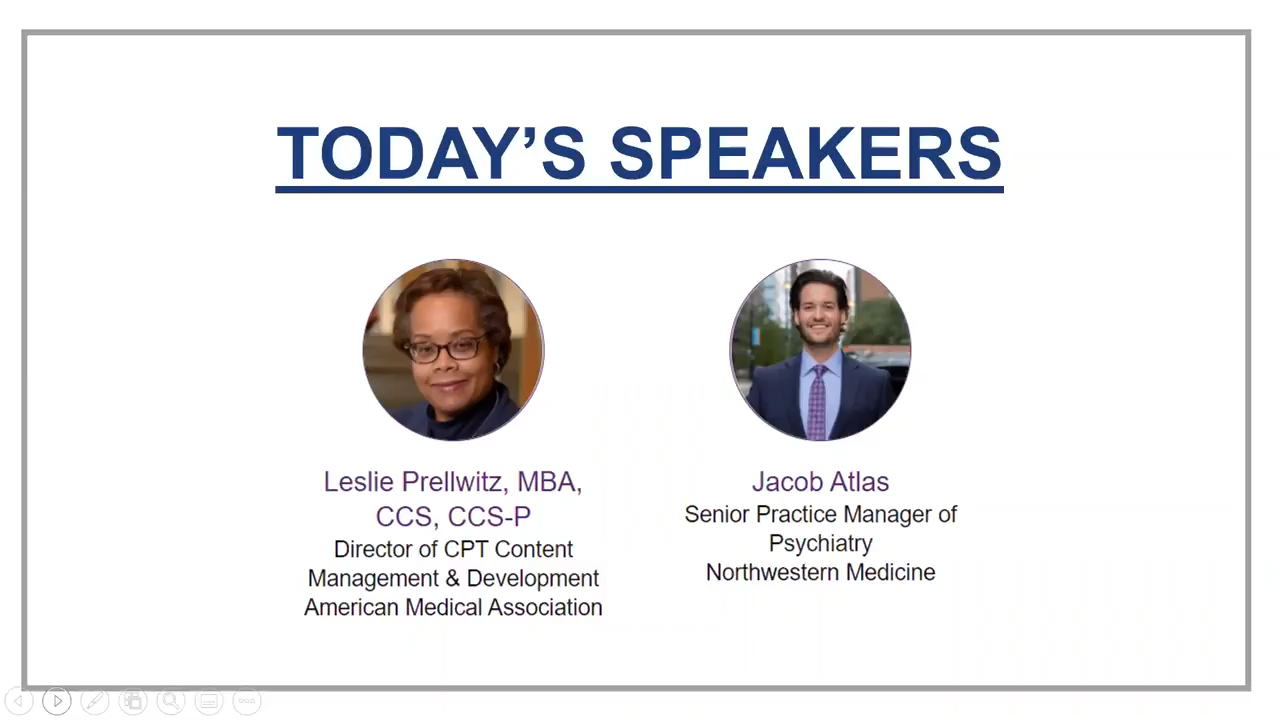 TODAY’S SPEAKERS
Leslie Prellwitz, MBA,
CCS, CCS-P
Director of CPT Content
Management & Development
American Medical Association
Jacob Atlas
Senior Practice Manager of
Psychiatry
Northwestern Medicine